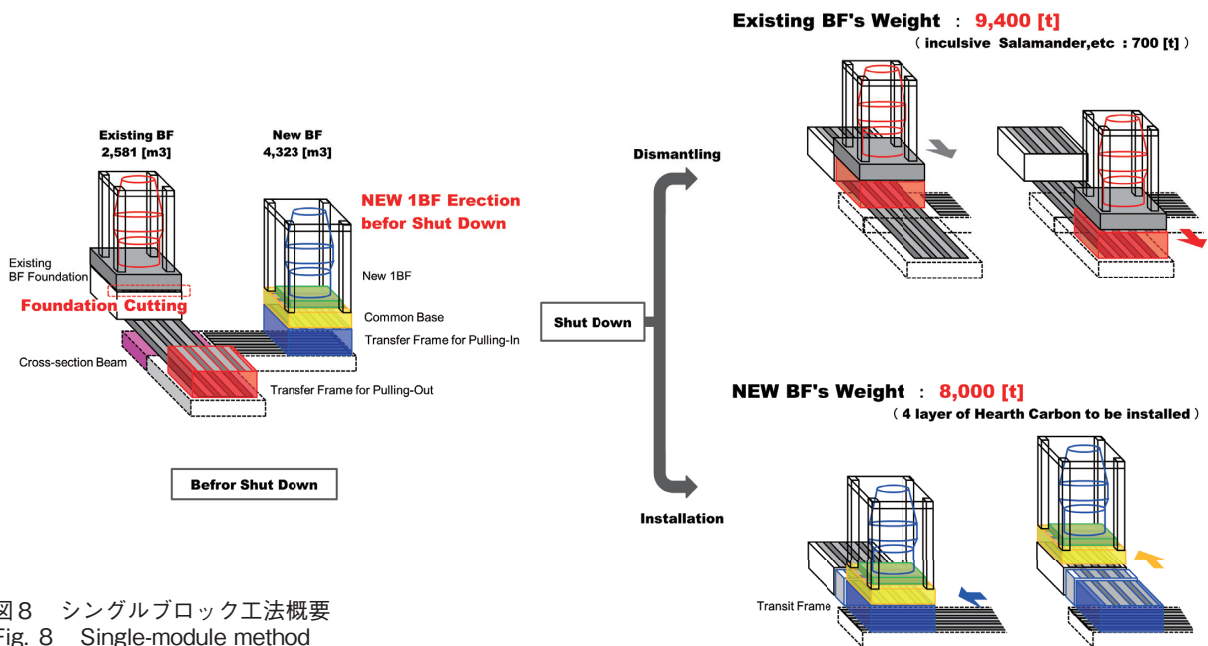 Existing BF's Weight : 9,400 [t]
( inculsive Salamander,etc : 700 [t] )
Existing BF
2,581 [m3]
New BF
4,323 [m3]
NEW 1BF Erection
befor Shut Down
Existing
BF Foundation
Foundation Cutting
New 1BF
Common Base
Transfer Frame for Pulling-In
Cross-section Beam
Transfer Frame for Pulling-Out
Befror Shut Down
Dismantling
Shut Down
Installation
NEW BF's Weight : 8,000 [t]
( 4 layer of Hearth Carbon to be installed )
Transit Frame
図8 シングルブロック工法概要
Fig. 8 Single-module method